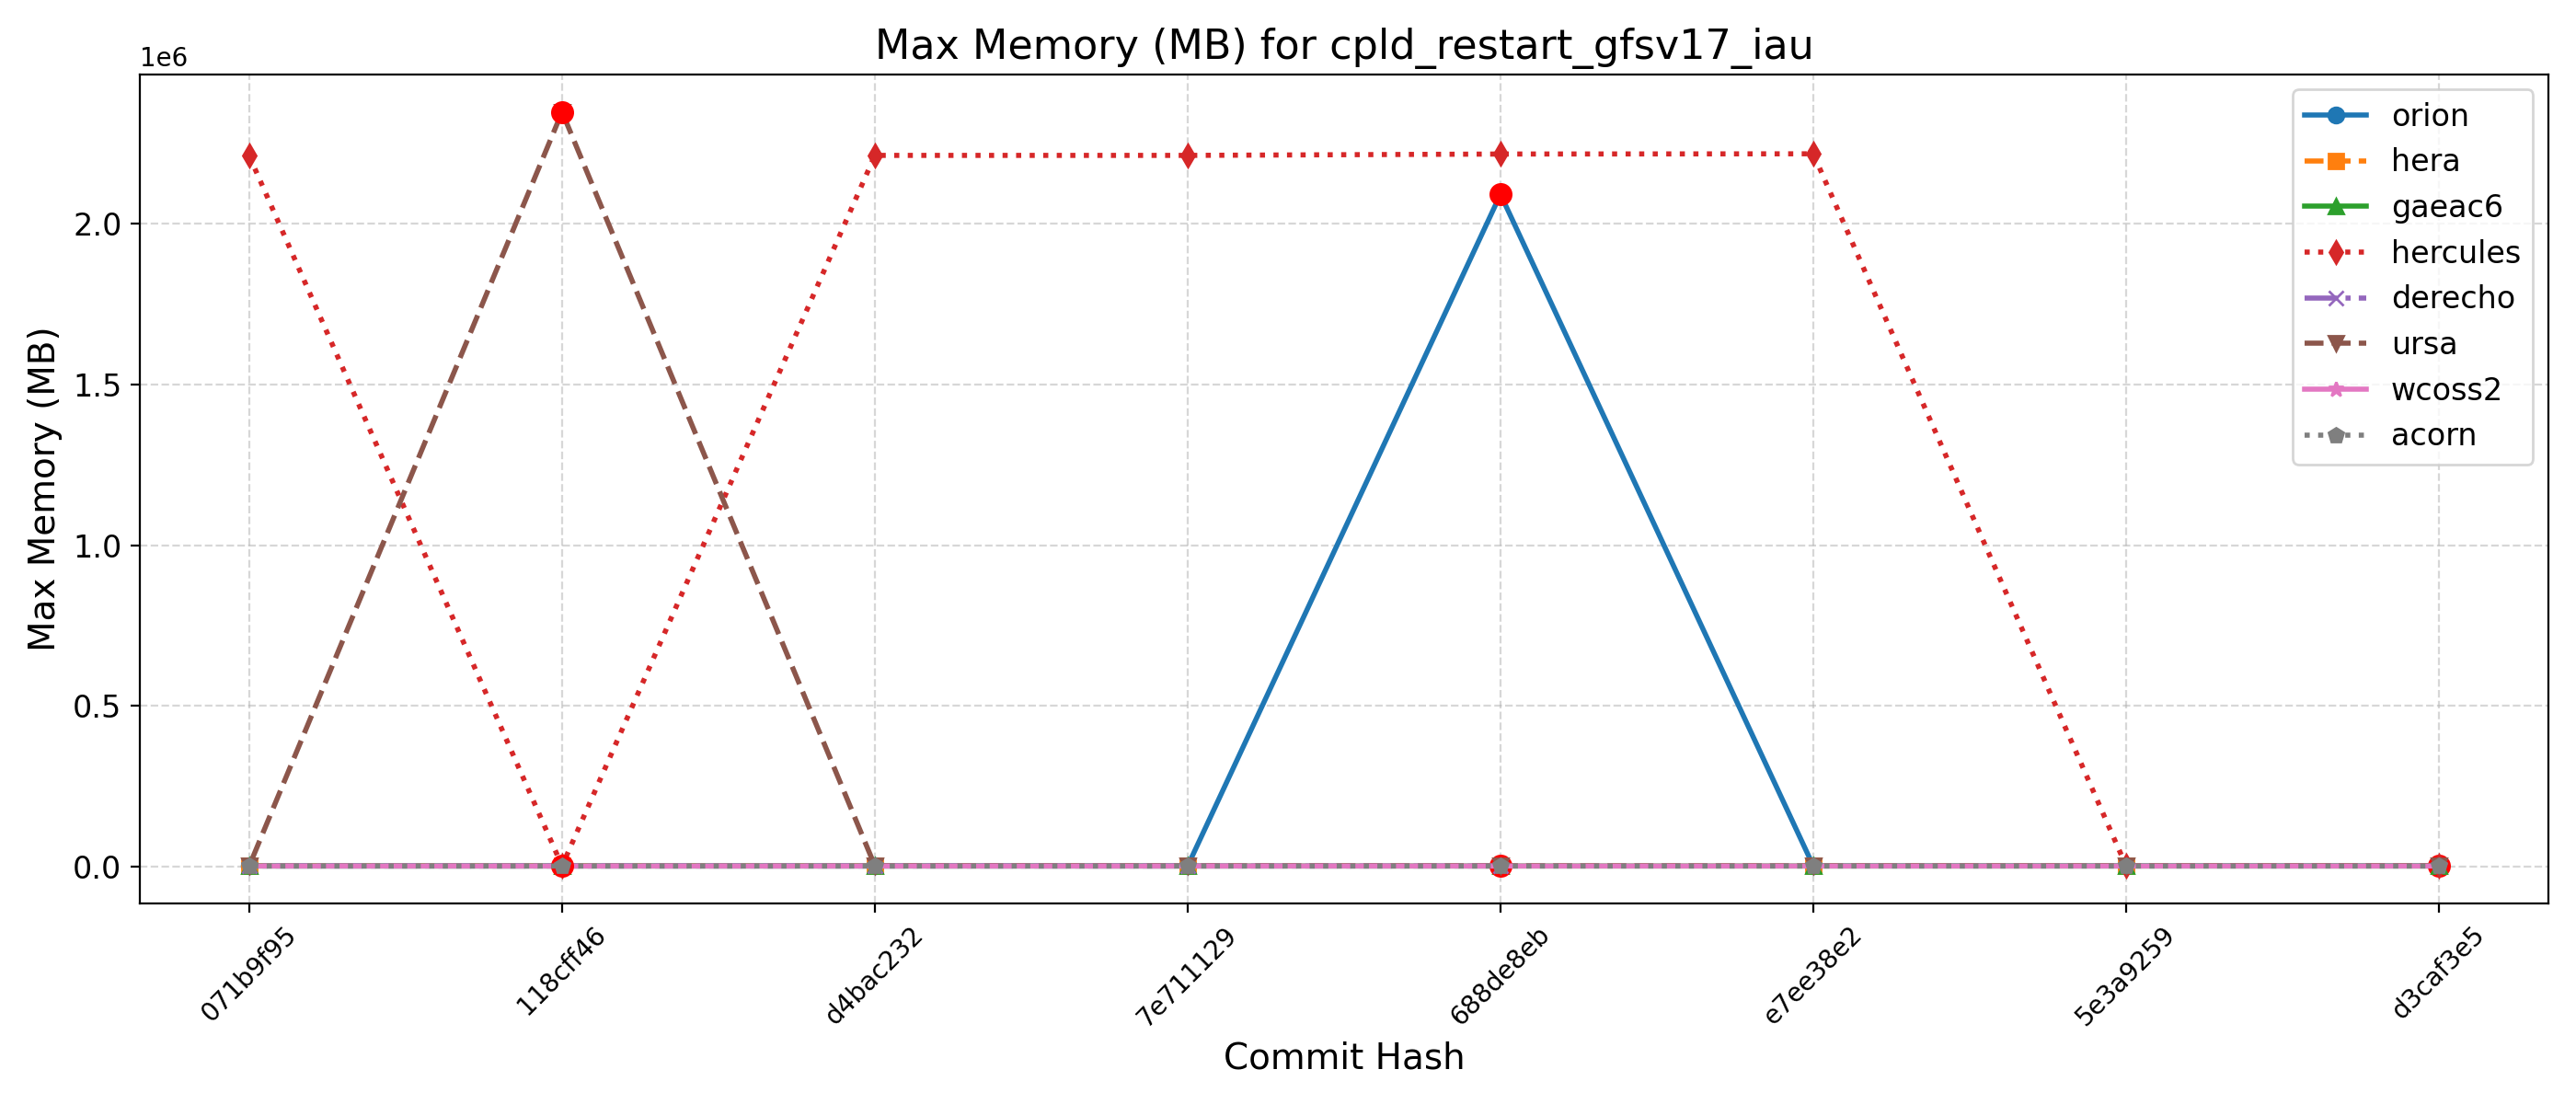 Max Memory (MB) for cpld_restart_gfsv17_iau
1e6
2.0
1.5
1.0
0.5
0.0
Max Memory (MB)
orion
hera
gaeac6
hercules
derecho
ursa
wcoss2
acorn
071b9f95
118cff46
d4bac232
7e711129
688de8eb
e7ee38e2
5e3a9259
d3caf3e5
Commit Hash